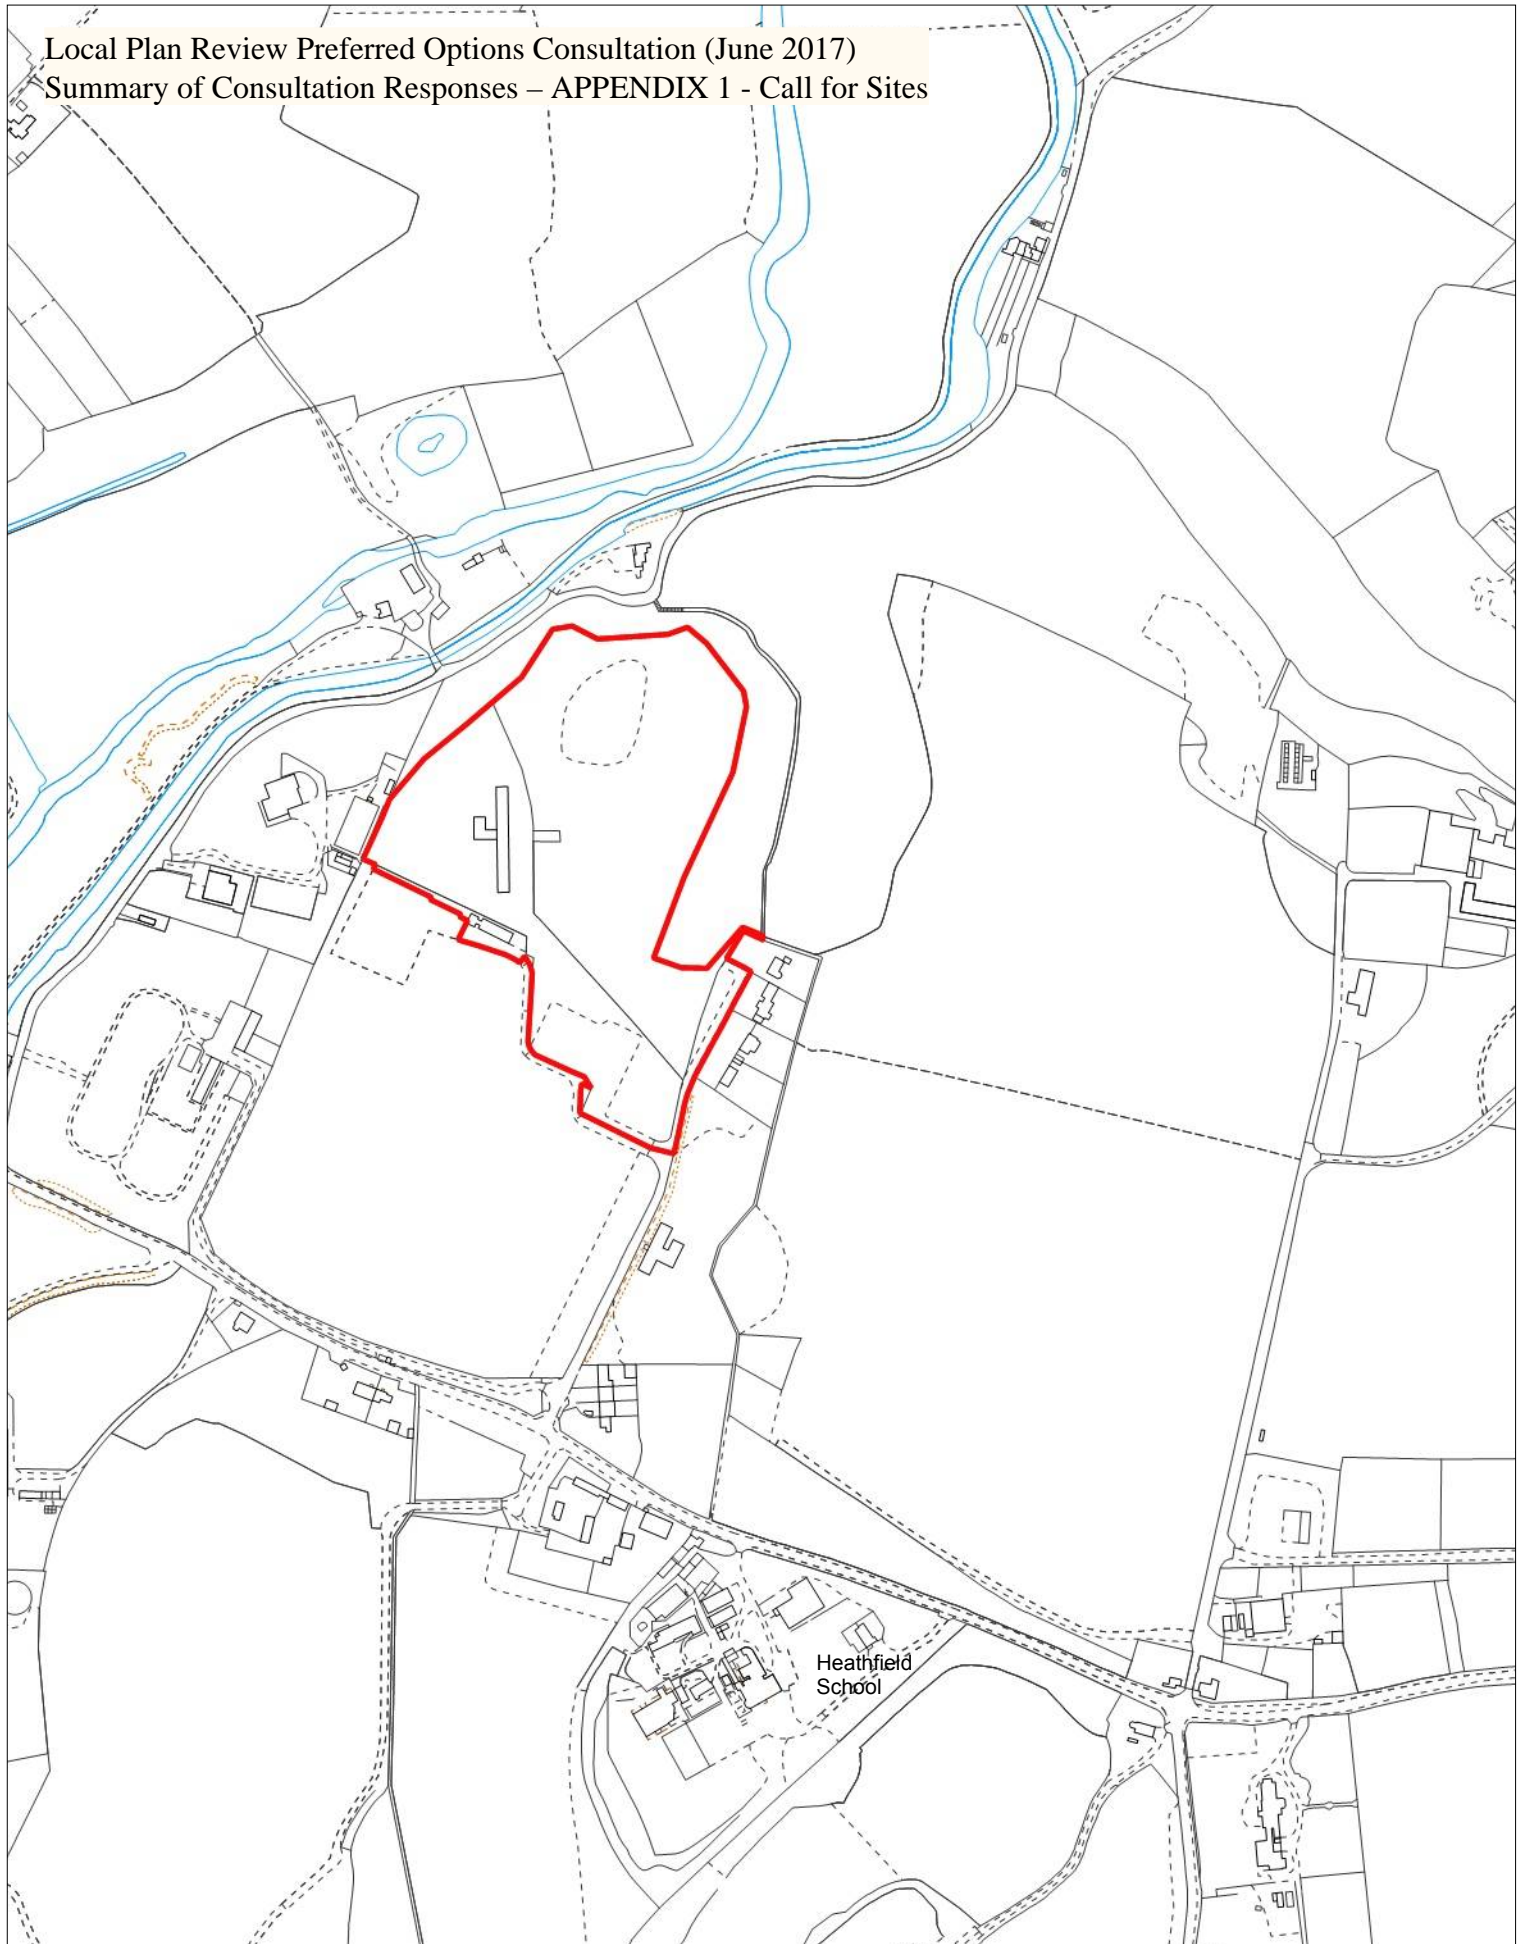 Local Plan Review Preferred Options Consultation (June 2017)
Summary of Consultation Responses – APPENDIX 1 - Call for Sites
Heathfield
School